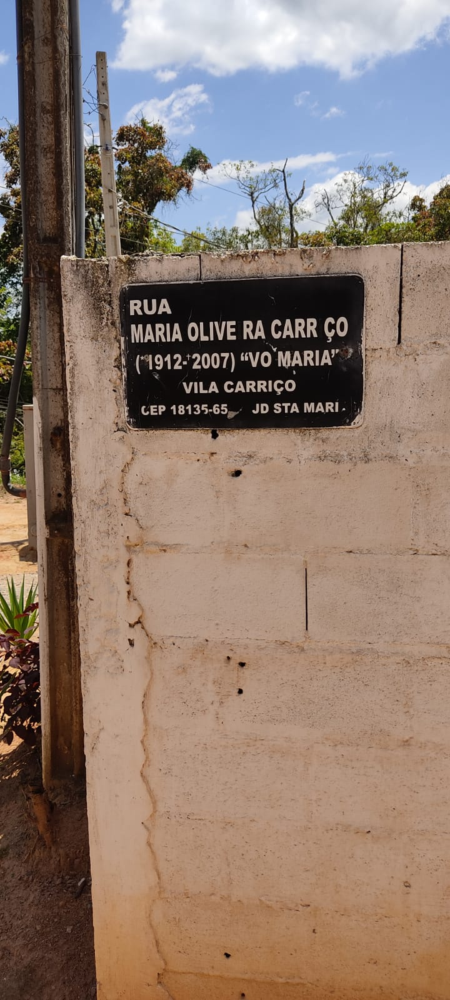 RUA
MARIA OLIVE RA CARR ÇO
(*1912-†2007) “VO MARIA”
VILA CARRIÇO
CEP 18135-65 JD STA MARI